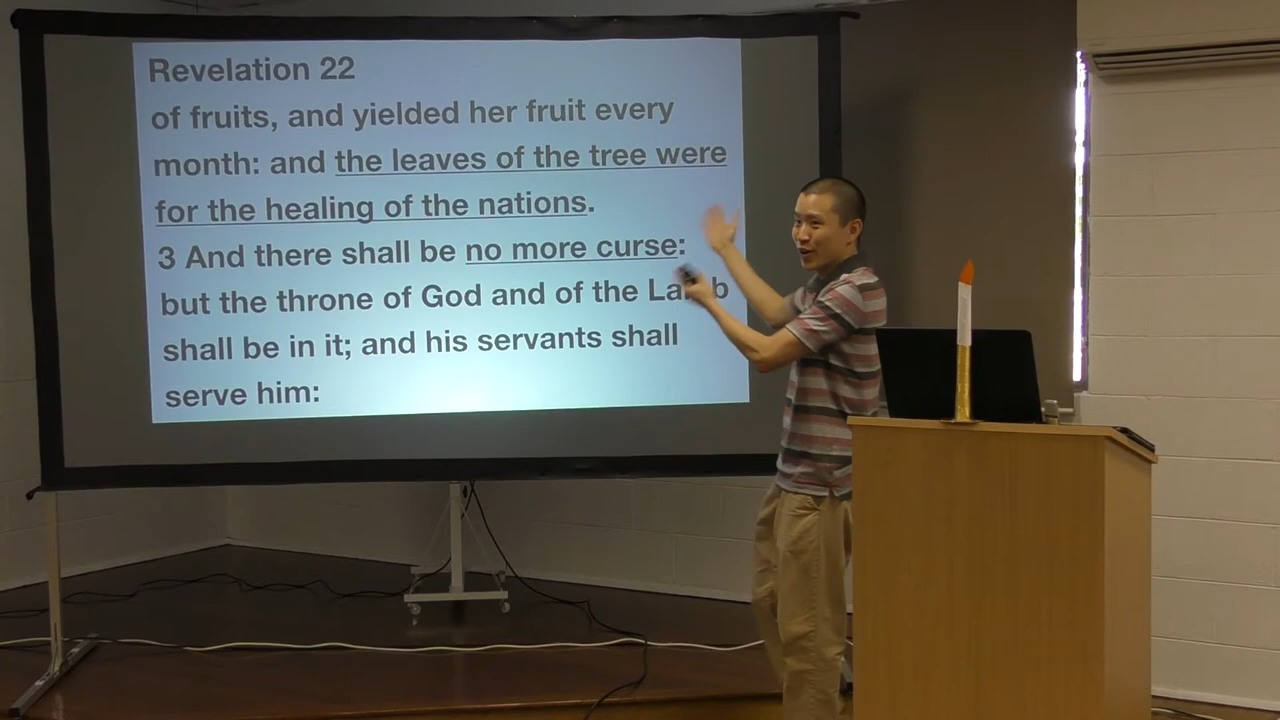 Revelation 22
of fruits, and yielded her fruit every
month: and the leaves of the tree were
for the healing of the nations.
3 And there shall be no more curse:
but the throne of God and of the Lamb
shall be in it; and his servants shall
serve him: